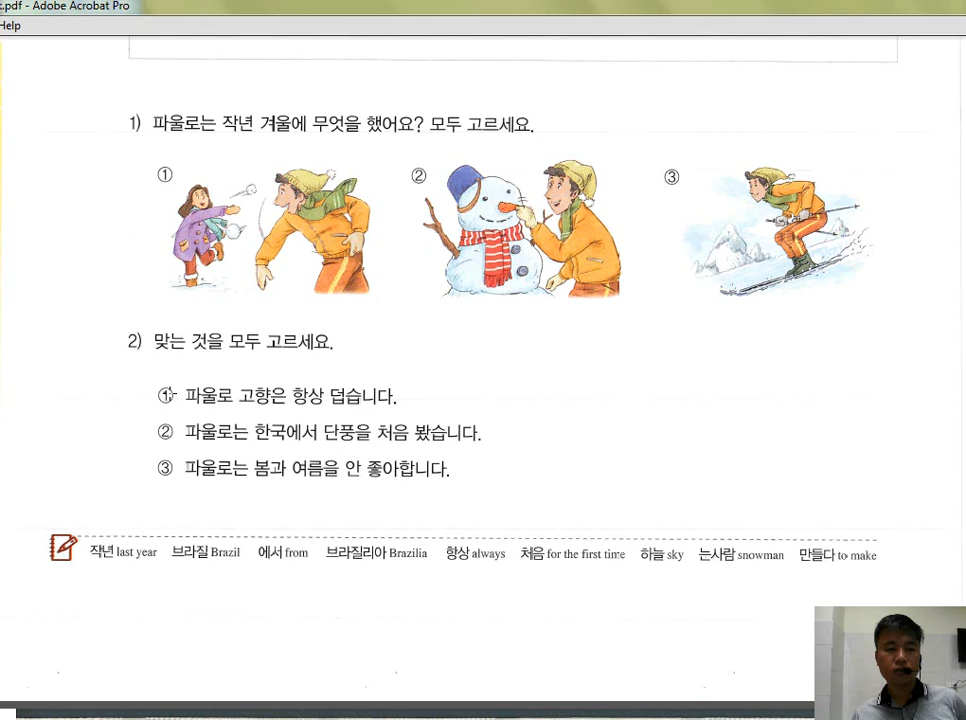 .pdf - Adobe Acrobat Pro
Help
1) 파울로는 작년 겨울에 무엇을 했어요? 모두 고르세요.
① ② ③
2) 맞는 것을 모두 고르세요.
① 파울로 고향은 항상 덥습니다.
② 파울로는 한국에서 단풍을 처음 봤습니다.
③ 파울로는 봄과 여름을 안 좋아합니다.
작년 last year 브라질 Brazil 에서 from 브라질리아 Brazilia 항상 always 처음 for the first time 하늘 sky 눈사람 snowman 만들다 to make